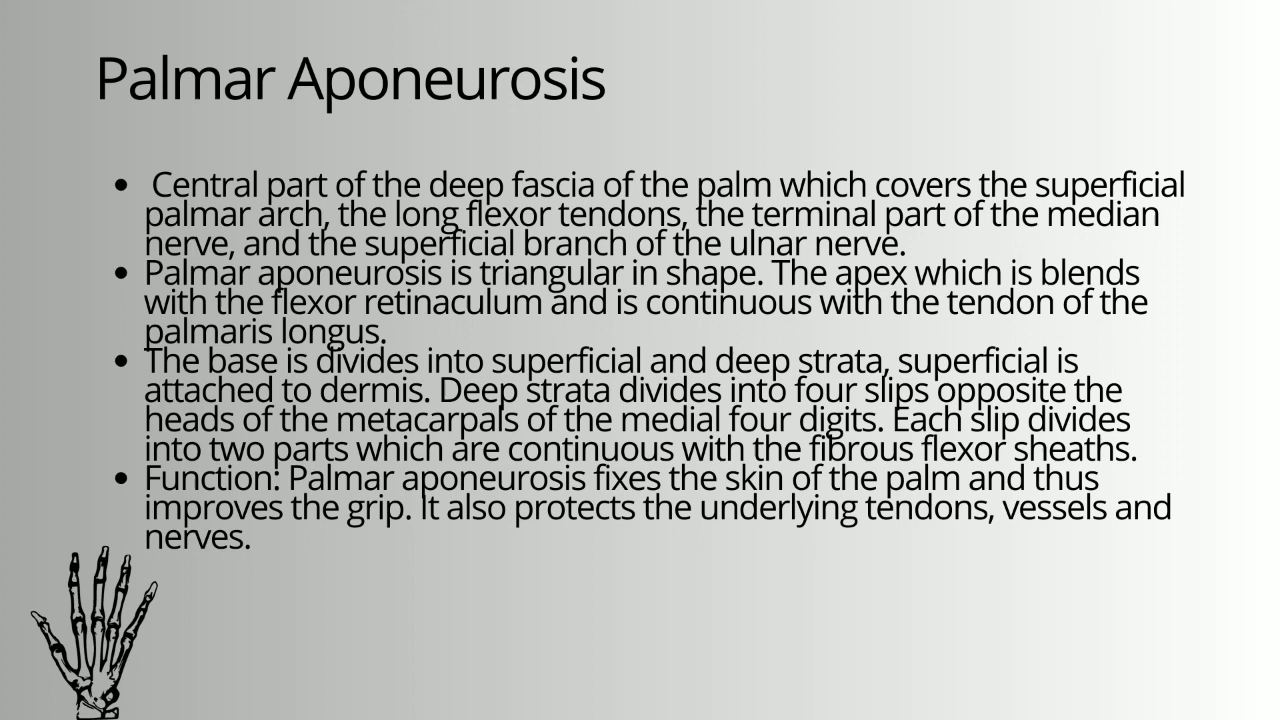 Palmar Aponeurosis
• Central part of the deep fascia of the palm which covers the superficial
palmar arch, the long flexor tendons, the terminal part of the median
nerve, and the superficial branch of the ulnar nerve.
• Palmar aponeurosis is triangular in shape. The apex which is blends
with the flexor retinaculum and is continuous with the tendon of the
palmaris longus.
• The base is divides into superficial and deep strata, superficial is
attached to dermis. Deep strata divides into four slips opposite the
heads of the metacarpals of the medial four digits. Each slip divides
into two parts which are continuous with the fibrous flexor sheaths.
• Function: Palmar aponeurosis fixes the skin of the palm and thus
improves the grip. It also protects the underlying tendons, vessels and
nerves.